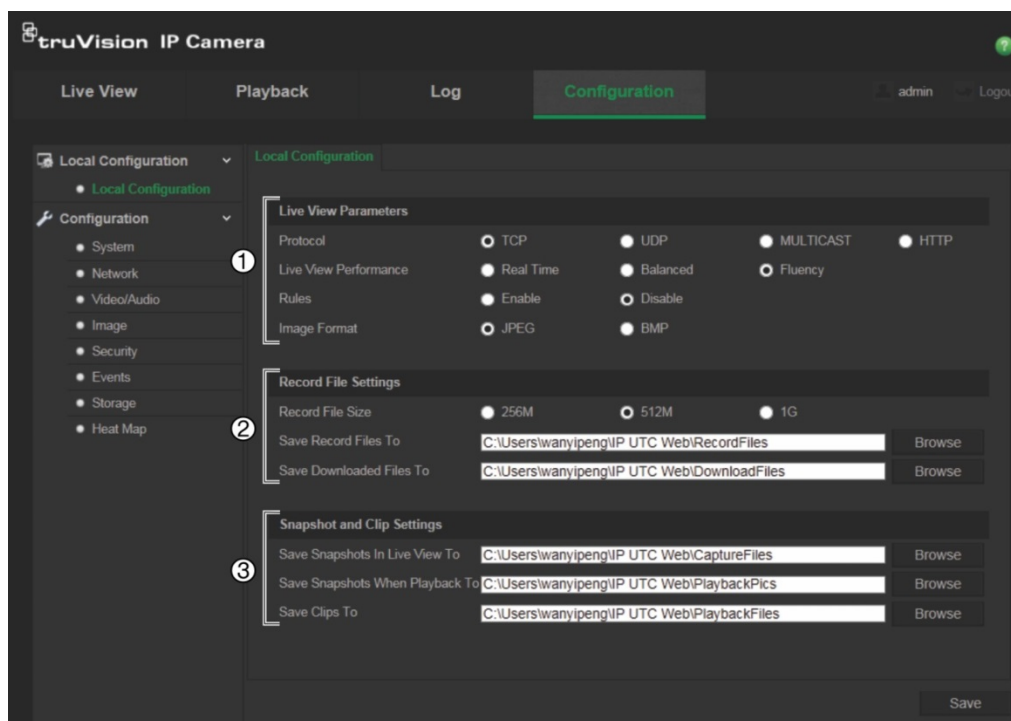 truVision IP Camera
?
Live View Playback Log Configuration admin Logou
Local Configuration
Local Configuration
Configuration
System
Network
Video/Audio
Image
Security
Events
Storage
Heat Map
Local Configuration
1
Live View Parameters
Protocol TCP UDP MULTICAST HTTP
Live View Performance Real Time Balanced Fluency
Rules Enable Disable
Image Format JPEG BMP
2
Record File Settings
Record File Size 256M 512M 1G
Save Record Files To C:\Users\wanyipeng\IP UTC Web\RecordFiles Browse
Save Downloaded Files To C:\Users\wanyipeng\IP UTC Web\DownloadFiles Browse
3
Snapshot and Clip Settings
Save Snapshots In Live View To C:\Users\wanyipeng\IP UTC Web\CaptureFiles Browse
Save Snapshots When Playback To C:\Users\wanyipeng\IP UTC Web\PlaybackPics Browse
Save Clips To C:\Users\wanyipeng\IP UTC Web\PlaybackFiles Browse
Save